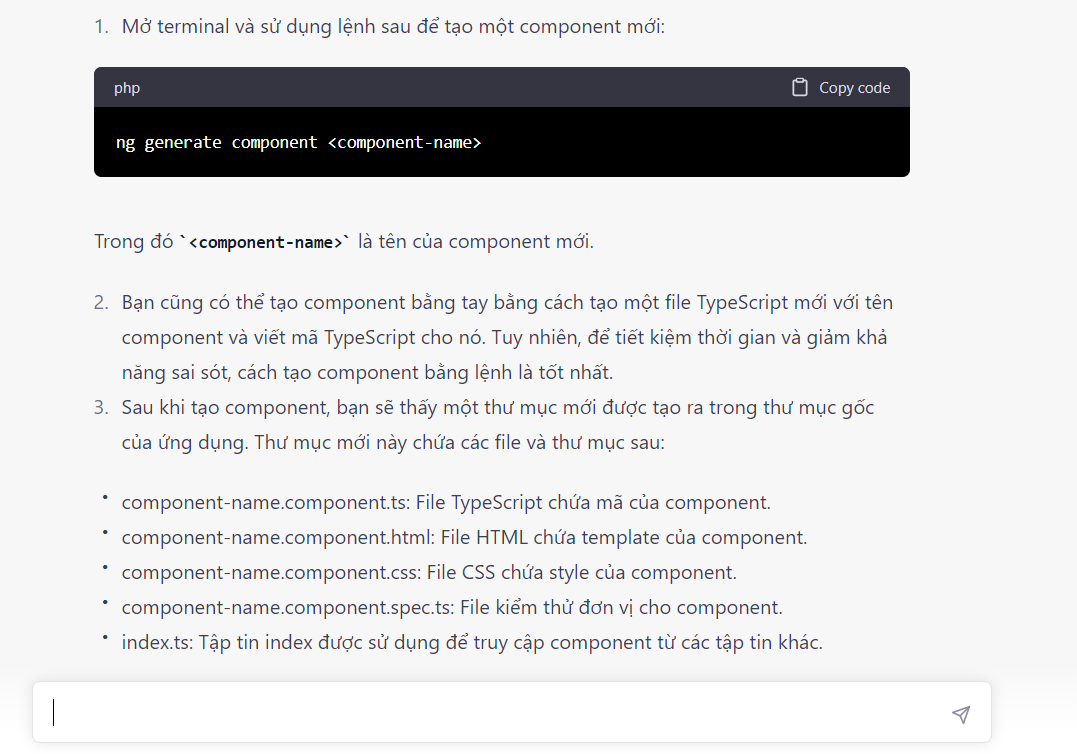 1. Mở terminal và sử dụng lệnh sau để tạo một component mới:
php
Copy code
ng generate component <component-name>
Trong đó `<component-name>` là tên của component mới.
2. Bạn cũng có thể tạo component bằng tay bằng cách tạo một file TypeScript mới với tên
component và viết mã TypeScript cho nó. Tuy nhiên, để tiết kiệm thời gian và giảm khả
năng sai sót, cách tạo component bằng lệnh là tốt nhất.
3. Sau khi tạo component, bạn sẽ thấy một thư mục mới được tạo ra trong thư mục gốc
của ứng dụng. Thư mục mới này chứa các file và thư mục sau:
• component-name.component.ts: File TypeScript chứa mã của component.
• component-name.component.html: File HTML chứa template của component.
• component-name.component.css: File CSS chứa style của component.
• component-name.component.spec.ts: File kiểm thử đơn vị cho component.
• index.ts: Tập tin index được sử dụng để truy cập component từ các tập tin khác.